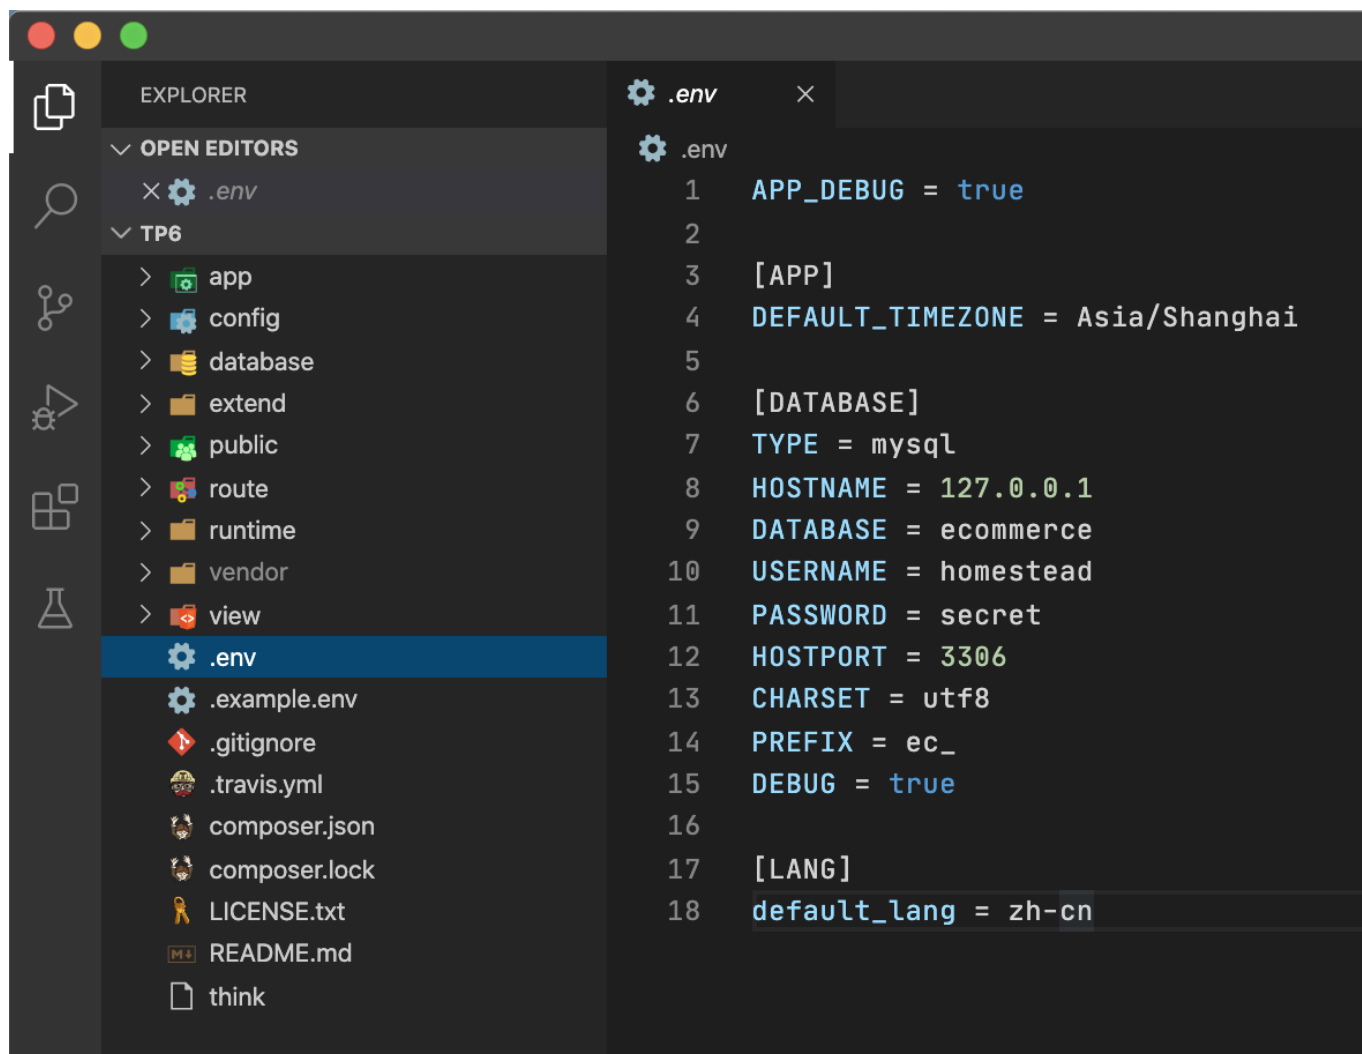 EXPLORER
OPEN EDITORS
.env
TP6
app
config
database
extend
public
route
runtime
vendor
view
.env
.example.env
.gitignore
.travis.yml
composer.json
composer.lock
LICENSE.txt
README.md
think
.env
.env
1 APP_DEBUG = true
2
3 [APP]
4 DEFAULT_TIMEZONE = Asia/Shanghai
5
6 [DATABASE]
7 TYPE = mysql
8 HOSTNAME = 127.0.0.1
9 DATABASE = ecommerce
10 USERNAME = homestead
11 PASSWORD = secret
12 HOSTPORT = 3306
13 CHARSET = utf8
14 PREFIX = ec_
15 DEBUG = true
16
17 [LANG]
18 default_lang = zh-cn